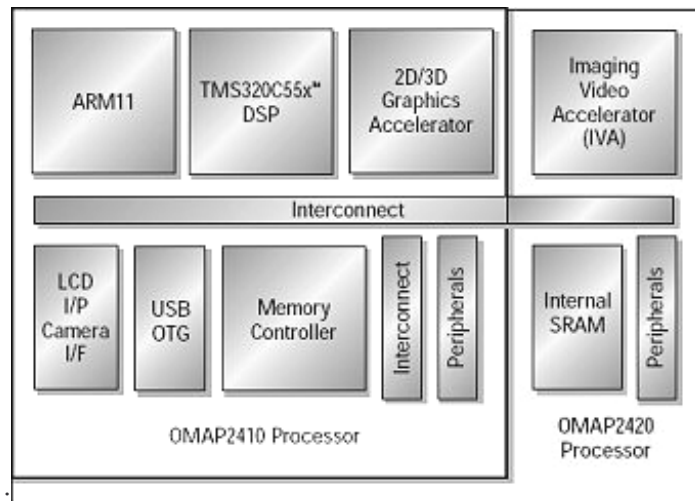 ARM11
TMS320C55x™
DSP
2D/3D
Graphics
Accelerator
Imaging
Video
Accelerator
(IVA)
Interconnect
LCD
I/P
Camera
I/F
USB
OTG
Memory
Controller
Interconnect
Peripherals
Internal
SRAM
Peripherals
OMAP2410 Processor
OMAP2420
Processor